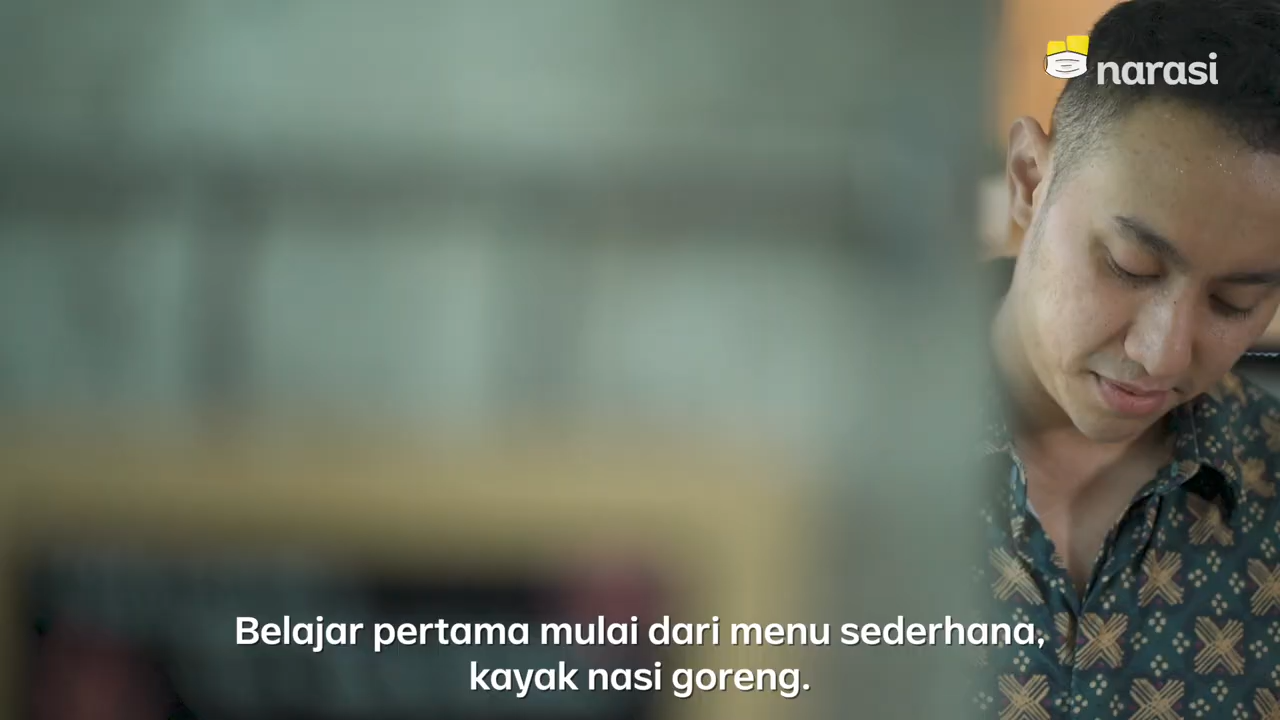 narasi
Belajar pertama mulai dari menu sederhana,
kayak nasi goreng.